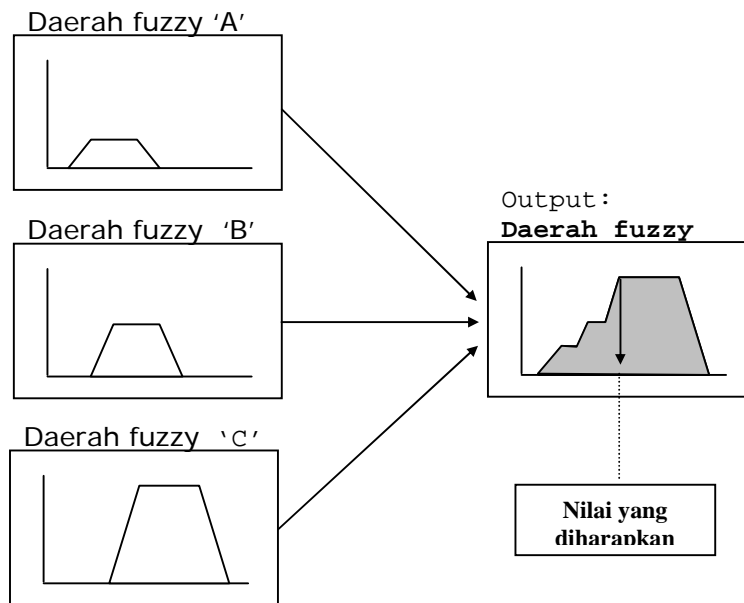 Daerah fuzzy ‘A’
Daerah fuzzy ‘B’
Daerah fuzzy ‘C’
Output:
Daerah fuzzy
Nilai yang
diharapkan